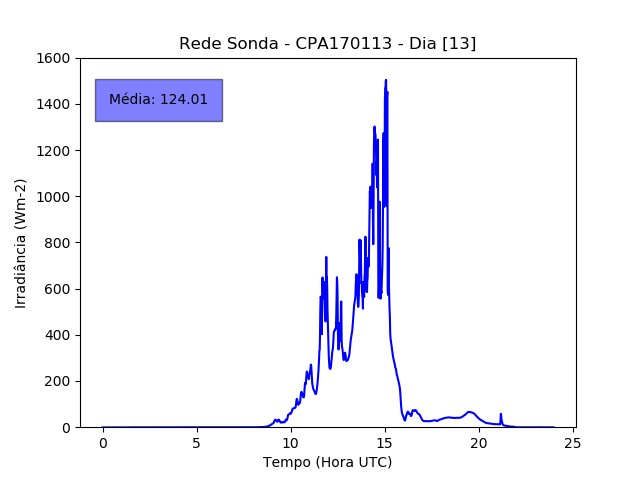 Rede Sonda - CPA170113 - Dia [13]
1600
Média: 124.01
1400
1200
1000
800
600
400
200
0
Irradiância (Wm-2)
0 5 10 15 20 25
Tempo (Hora UTC)